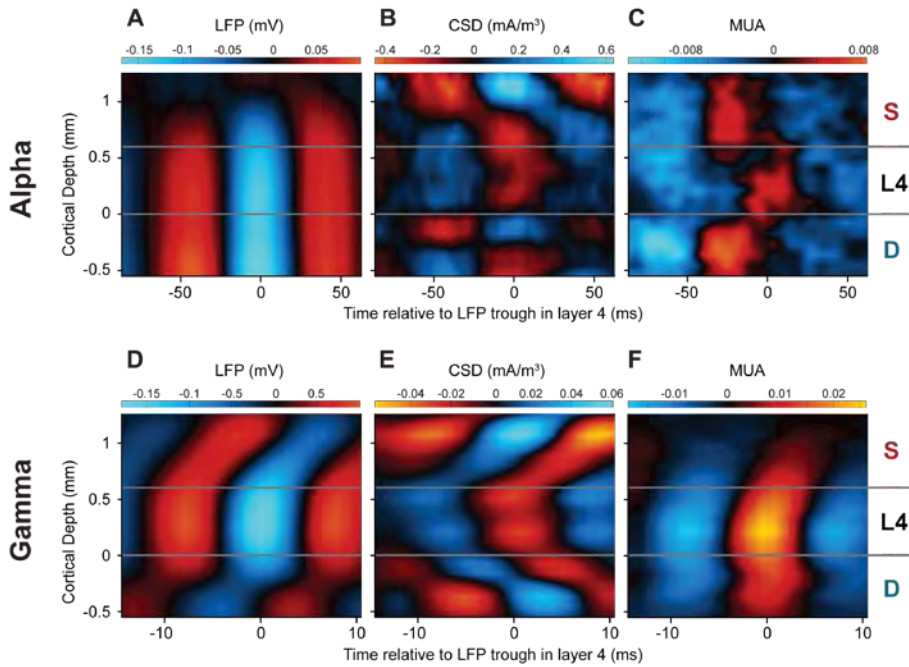 A B C
LFP (mV) CSD (mA/m³) MUA
-0.15 -0.1 -0.05 0 0.05 -0.4 -0.2 0 0.2 0.4 0.6 -0.008 0 0.008
Alpha
Cortical Depth (mm)
1
0.5
0
-0.5
S
L4
D
-50 0 50 -50 0 50 -50 0 50
Time relative to LFP trough in layer 4 (ms)
D E F
LFP (mV) CSD (mA/m³) MUA
-0.15 -0.1 -0.05 0 0.5 -0.04 -0.02 0 0.02 0.04 0.06 -0.01 0 0.01 0.02
Gamma
Cortical Depth (mm)
1
0.5
0
-0.5
S
L4
D
-10 0 10 -10 0 10 -10 0 10
Time relative to LFP trough in layer 4 (ms)